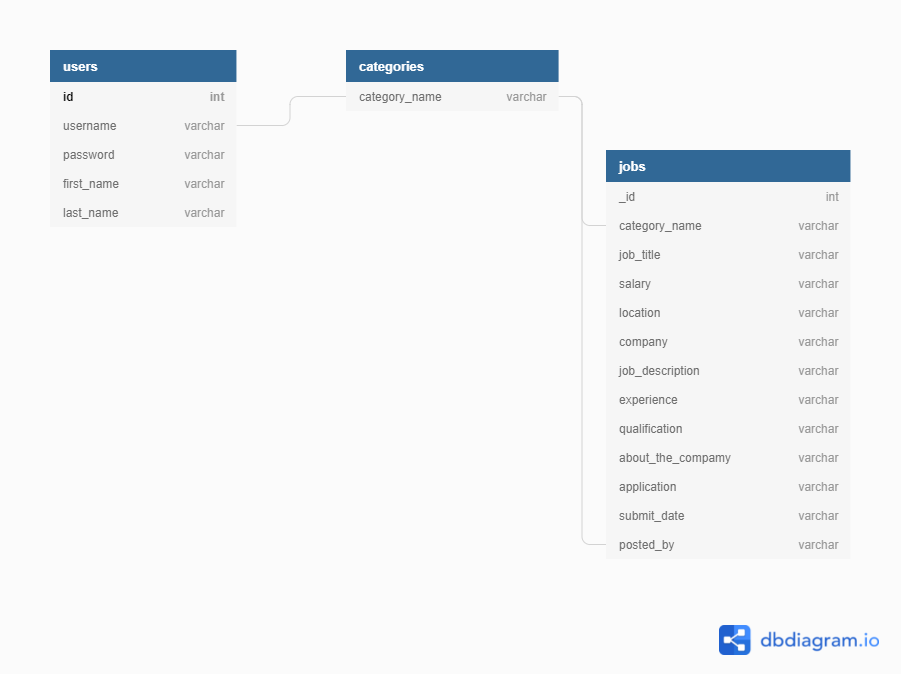 users
id int
username varchar
password varchar
first_name varchar
last_name varchar
categories
category_name varchar
jobs
_id int
category_name varchar
job_title varchar
salary varchar
location varchar
company varchar
job_description varchar
experience varchar
qualification varchar
about_the_compamy varchar
application varchar
submit_date varchar
posted_by varchar
dbdiagram.io